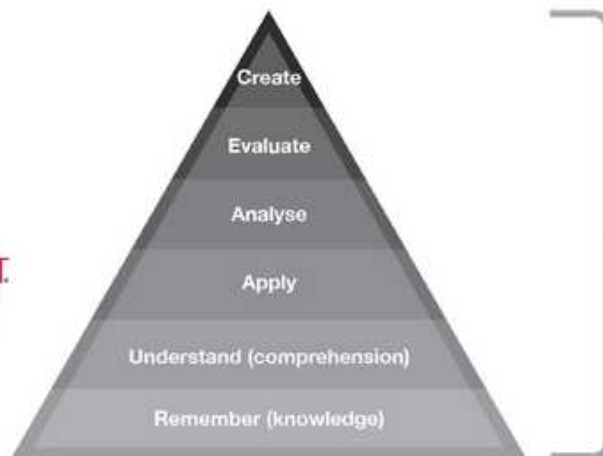 Create
Evaluate
Analyse
Apply
Understand (comprehension)
Remember (knowledge)